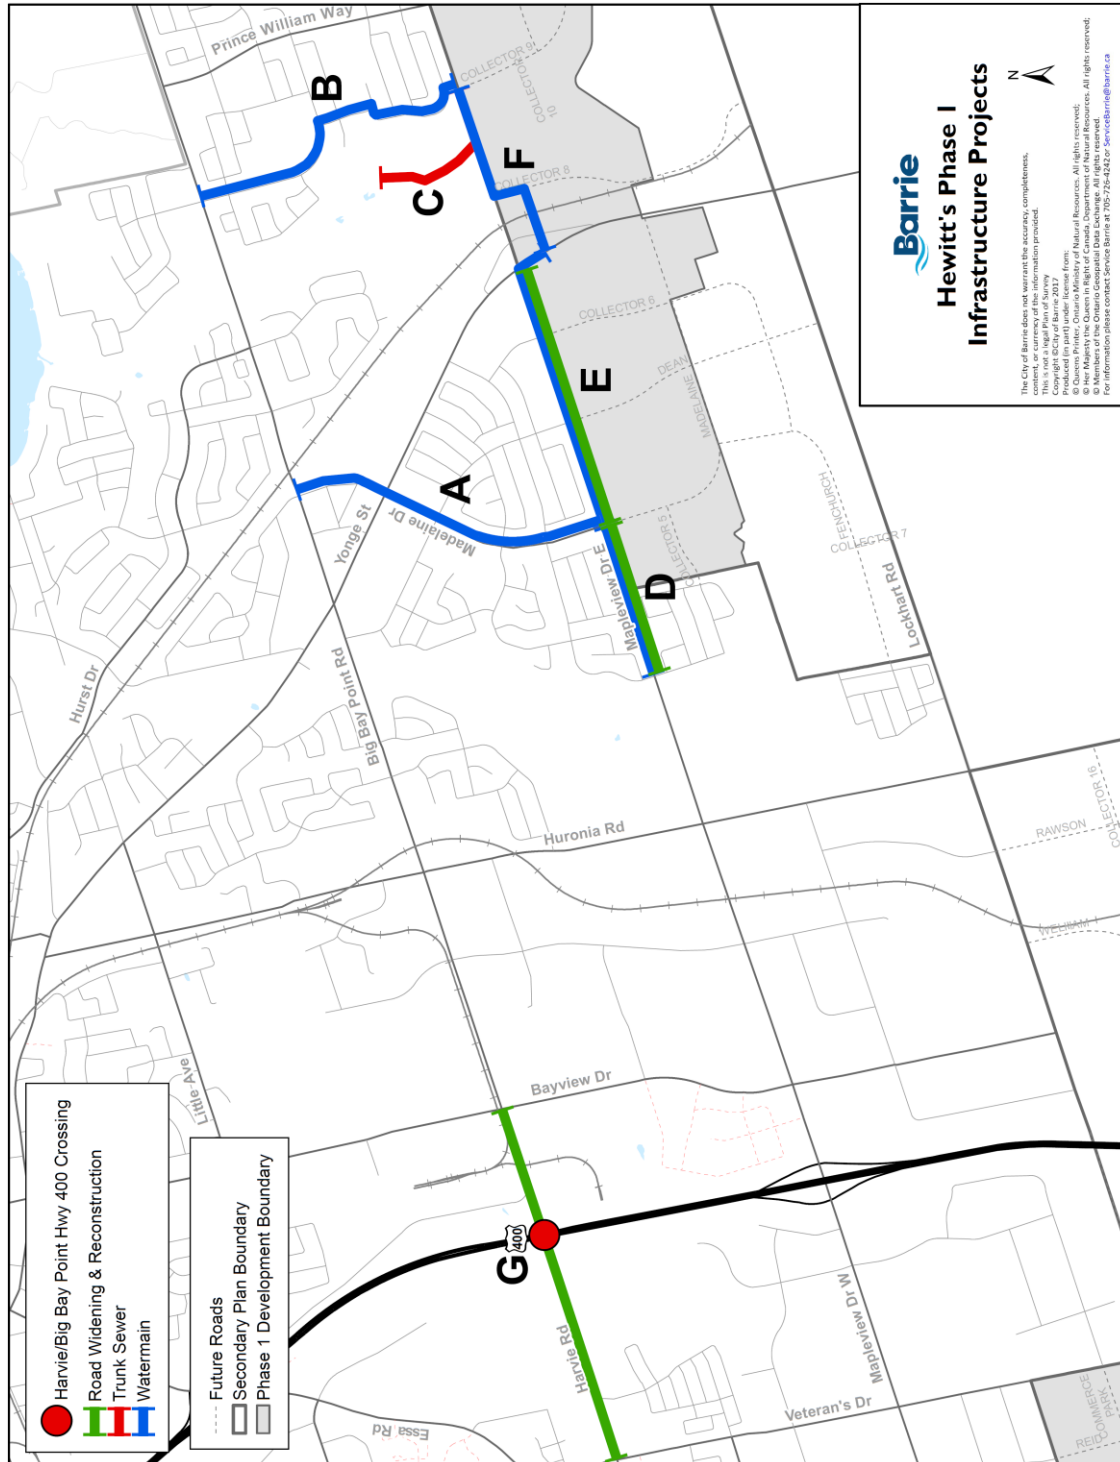 Harvie/Big Bay Point Hwy 400 Crossing
Road Widening & Reconstruction
Trunk Sewer
Watermain
Future Roads
Secondary Plan Boundary
Phase 1 Development Boundary
Barrie
Hewitt's Phase I
Infrastructure Projects
N
The City of Barrie does not warrant the accuracy, completeness,
content, or currency of the information provided.
This is not a legal Plan of Survey
Copyright ©City of Barrie 2017
Produced (in part) under license from:
© Queens Printer, Ontario Ministry of Natural Resources. All rights reserved;
© Her Majesty the Queen in Right of Canada, Department of Natural Resources. All rights reserved;
© Members of the Ontario Geospatial Data Exchange. All rights reserved.
For information please contact Service Barrie at 705-726-4242 or ServiceBarrie@barrie.ca
Prince William Way
B
C
F
COLLECTOR 9
COLLECTOR
10
COLLECTOR 8
COLLECTOR 6
E
DEAN
MADELAINE
A
Madelaine Dr
Yonge St
Mapleview Dr E
D
COLLECTOR 5
FENCHURCH
COLLECTOR 7
Lockhart Rd
Hurst Dr
Big Bay Point Rd
Huronia Rd
RAWSON
COLLECTOR 16
WELHAM
Little Ave
Bayview Dr
G
400
Harvie Rd
Mapleview Dr W
Essa Rd
Veteran's Dr
REID
COMMERCE
PARK